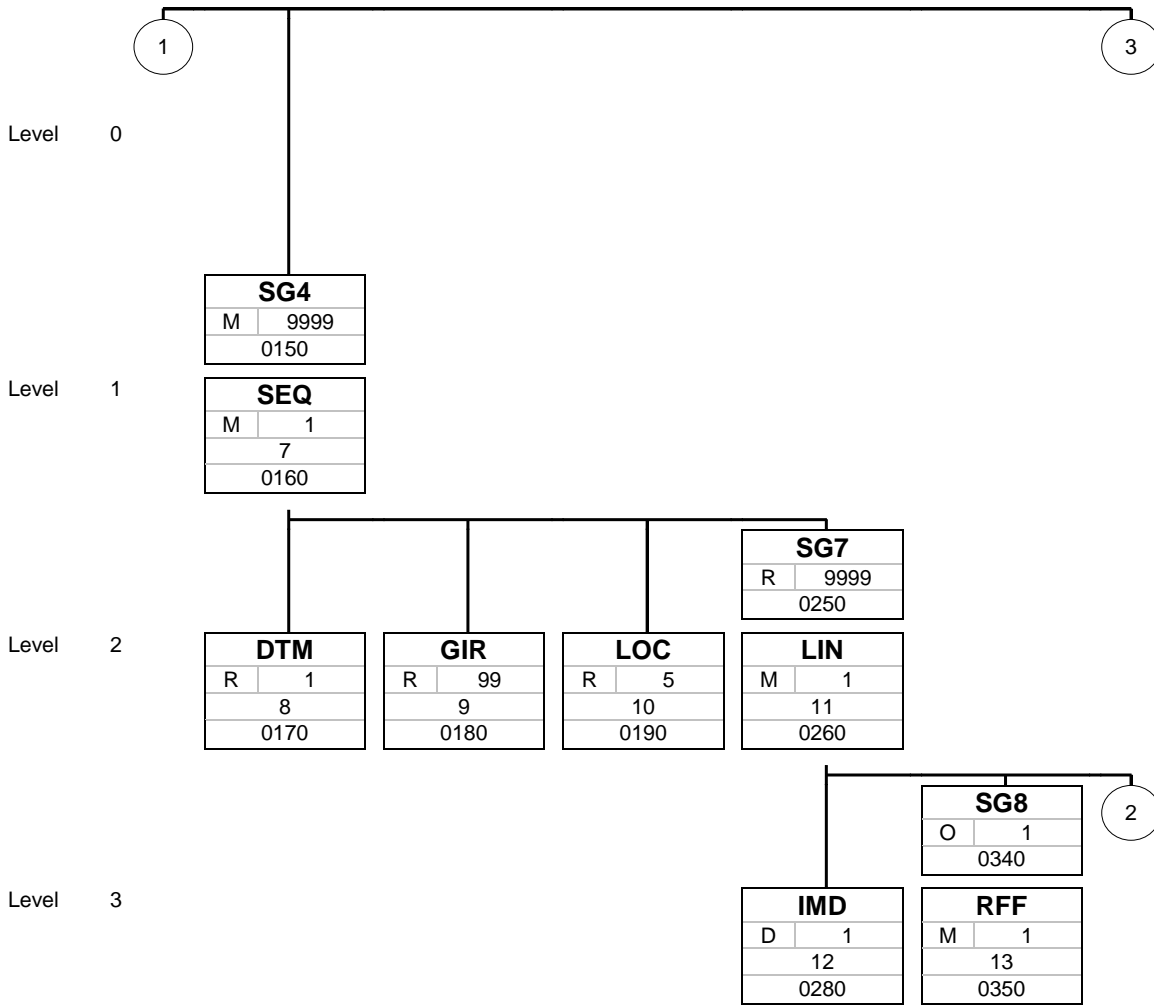 1
3
Level 0
SG4
M 9999
0150
Level 1
SEQ
M 1
7
0160
SG7
R 9999
0250
Level 2
DTM GIR LOC LIN
R 1 R 99 R 5 M 1
8 9 10 11
0170 0180 0190 0260
SG8
O 1
0340
2
Level 3
IMD RFF
D 1 M 1
12 13
0280 0350